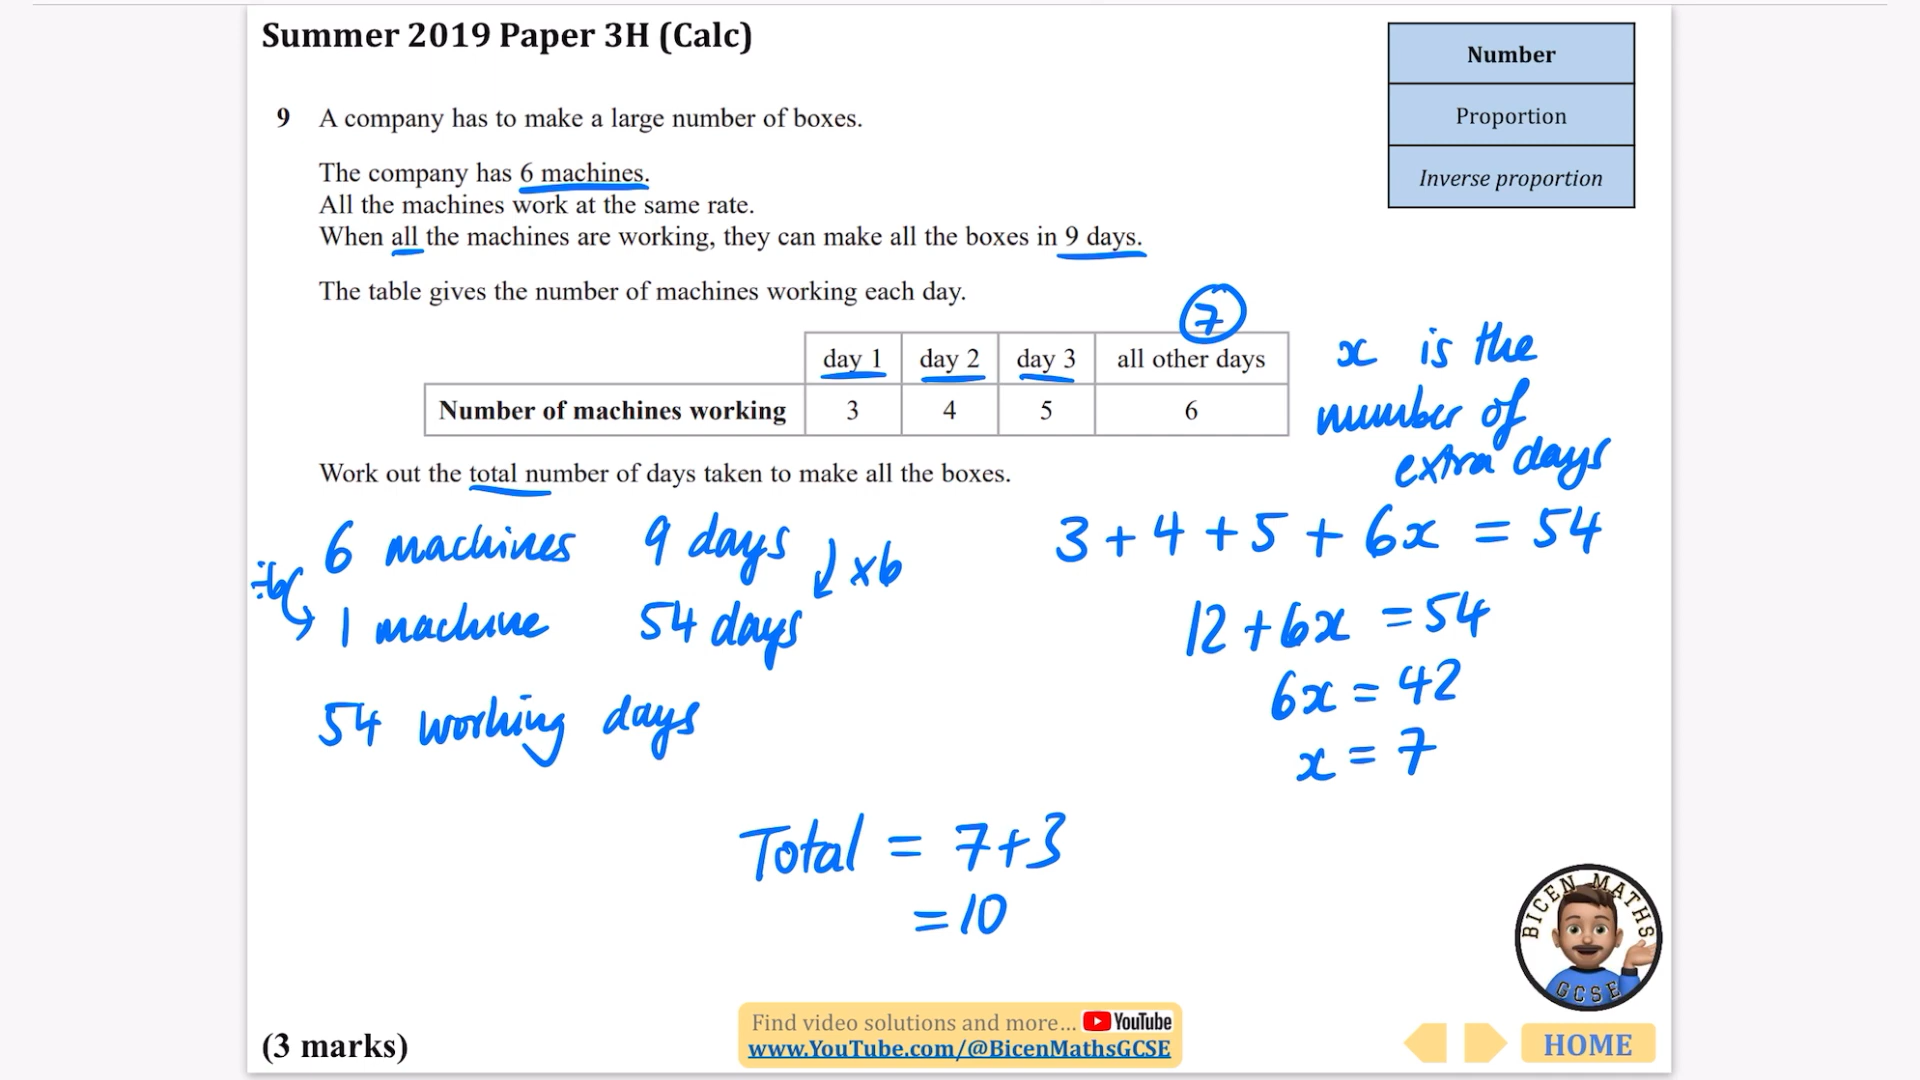 Summer 2019 Paper 3H (Calc)
Number
Proportion
Inverse proportion
9 A company has to make a large number of boxes.
The company has 6 machines.
All the machines work at the same rate.
When all the machines are working, they can make all the boxes in 9 days.
The table gives the number of machines working each day.
7
day 1 day 2 day 3 all other days
Number of machines working 3 4 5 6
x is the
number of
extra days
Work out the total number of days taken to make all the boxes.
6 machines 9 days
÷6 ×6
1 machine 54 days
54 working days
3 + 4 + 5 + 6x = 54
12 + 6x = 54
6x = 42
x = 7
Total = 7+3
= 10
BICEN MATHS
GCSE
(3 marks)
Find video solutions and more... YouTube
www.YouTube.com/@BicenMathsGCSE
HOME